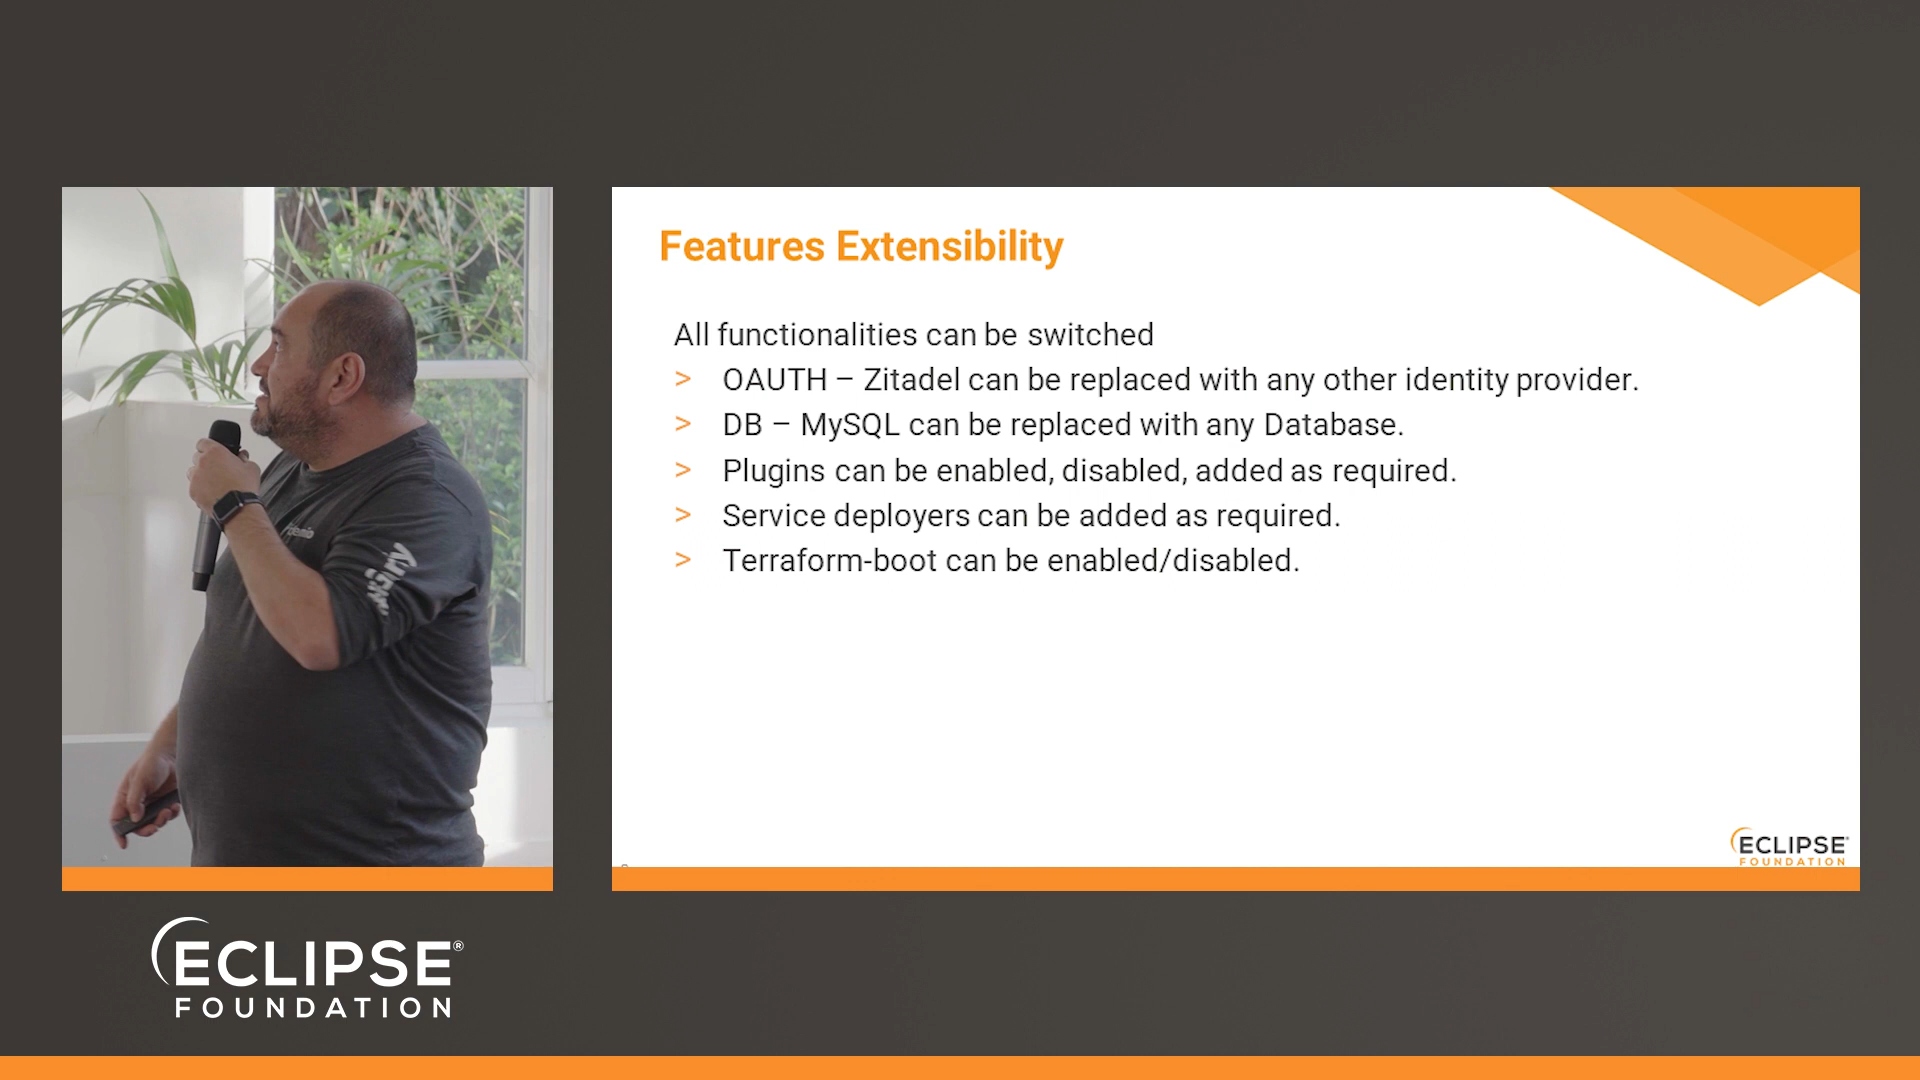 Features Extensibility
All functionalities can be switched
> OAUTH – Zitadel can be replaced with any other identity provider.
> DB – MySQL can be replaced with any Database.
> Plugins can be enabled, disabled, added as required.
> Service deployers can be added as required.
> Terraform-boot can be enabled/disabled.
ECLIPSE
FOUNDATION
ECLIPSE®
FOUNDATION